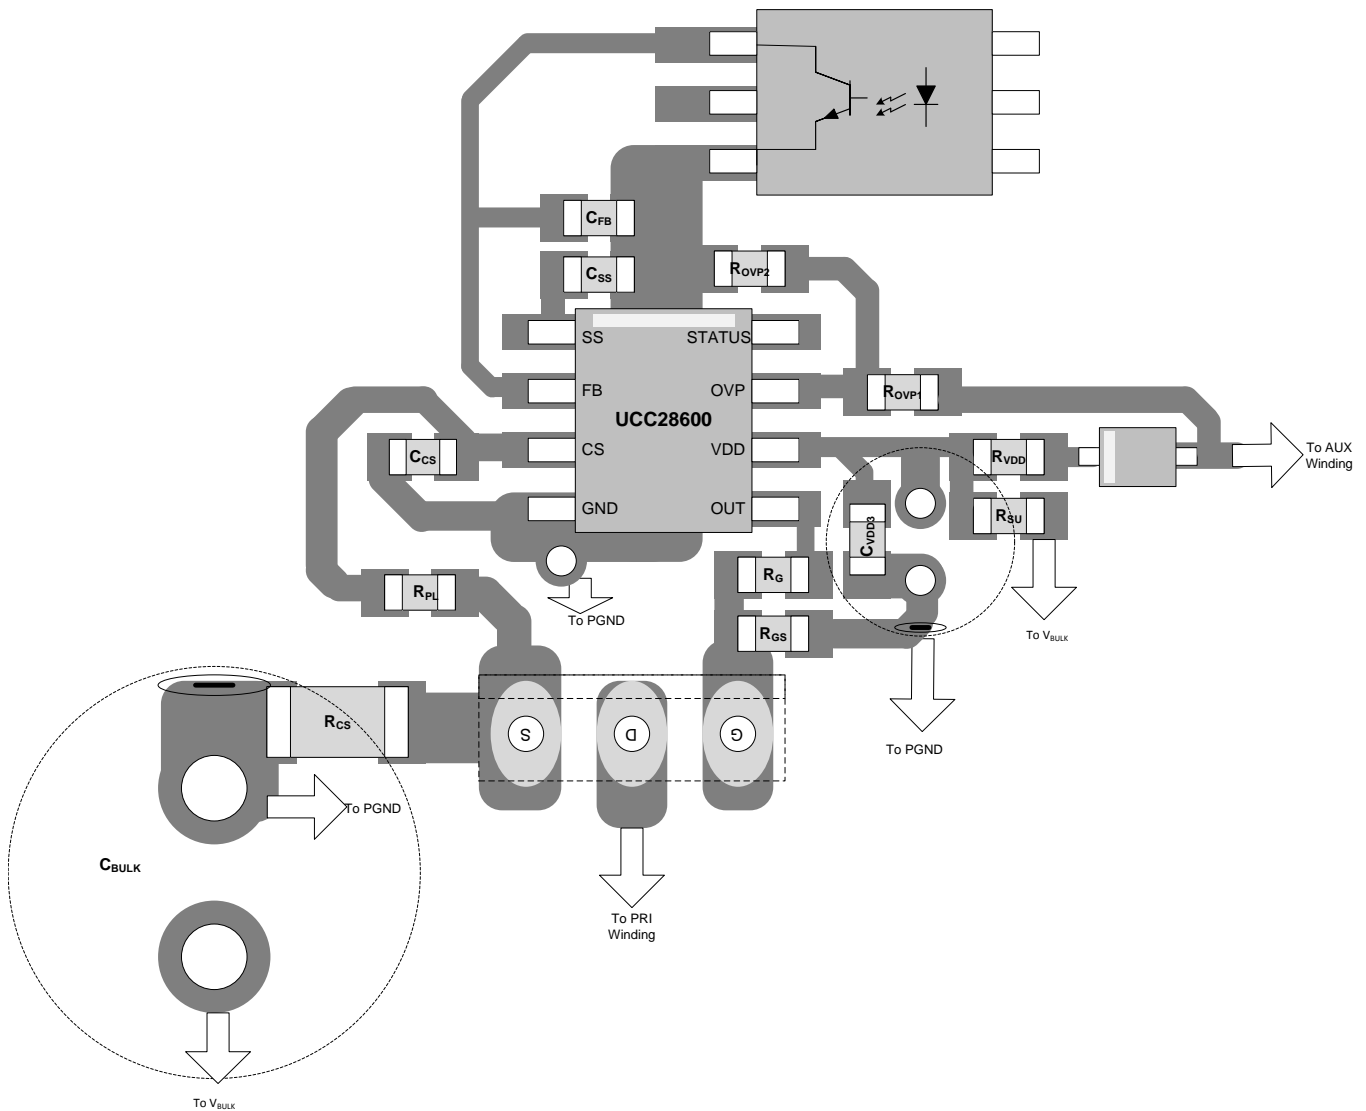 CFB
CSS
ROVP2
SS
STATUS
FB
OVP
ROVP1
UCC28600
CCS
CS
VDD
RVDD
To AUX
Winding
GND
OUT
CVDD3
RSU
RG
RPL
To PGND
RGS
To VBULK
RCS
S
D
G
To PGND
To PGND
CBULK
To PRI
Winding
To VBULK